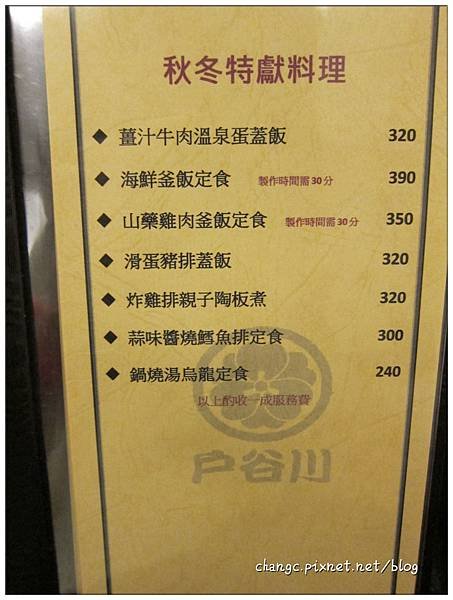 秋冬特獻料理
◆ 薑汁牛肉溫泉蛋蓋飯 320
◆ 海鮮釜飯定食 製作時間需30分 390
◆ 山藥雞肉釜飯定食 製作時間需30分 350
◆ 滑蛋豬排蓋飯 320
◆ 炸雞排親子陶板煮 320
◆ 蒜味醬燒鱈魚排定食 300
◆ 鍋燒湯烏龍定食 240
以上酌收一成服務費
戶谷川
changc.pixnet.net/blog